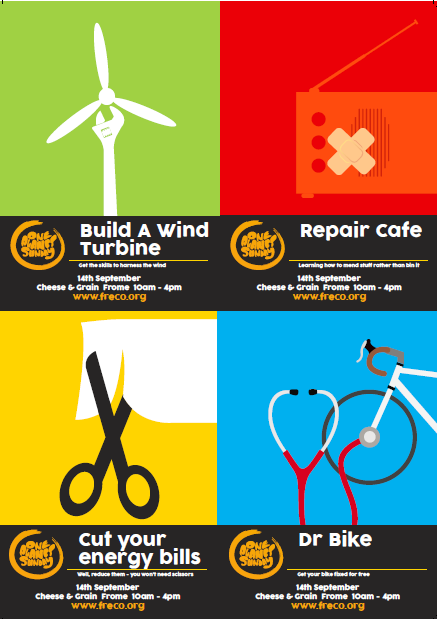 ONE
PLANET
SUNDAY
Build A Wind
Turbine
Get the skills to harness the wind
14th September
Cheese & Grain Frome 10am - 4pm
www.freco.org
ONE
PLANET
SUNDAY
Repair Cafe
Learning how to mend stuff rather than bin it
14th September
Cheese & Grain Frome 10am - 4pm
www.freco.org
ONE
PLANET
SUNDAY
Cut your
energy bills
Well, reduce them - you won't need scissors
14th September
Cheese & Grain Frome 10am - 4pm
www.freco.org
ONE
PLANET
SUNDAY
Dr Bike
Get your bike fixed for free
14th September
Cheese & Grain Frome 10am - 4pm
www.freco.org